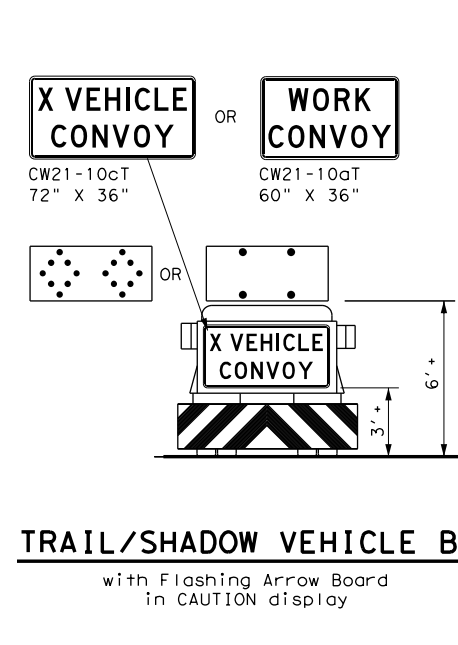 X VEHICLE
CONVOY
OR
WORK
CONVOY
CW21-10cT
72" X 36"
CW21-10aT
60" X 36"
OR
X VEHICLE
CONVOY
6' +
3' +
TRAIL/SHADOW VEHICLE B
with Flashing Arrow Board
in CAUTION display